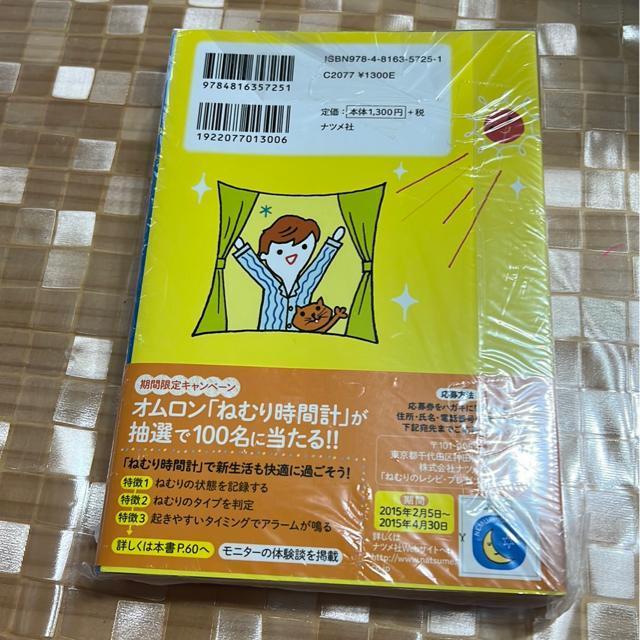 ISBN978-4-8163-5725-1
C2077 ¥1300E
9784816357251
定価：本体1,300円＋税
ナツメ社
1922077013006
期間限定キャンペーン
オムロン「ねむり時間計」が
抽選で100名に当たる!!
「ねむり時間計」で新生活も快適に過ごそう!
特徴1 ねむりの状態を記録する
特徴2 ねむりのタイプを判定
特徴3 起きやすいタイミングでアラームが鳴る
詳しくは本書P.60へ
モニターの体験談を掲載
応募方法
応募券をハガキに
住所・氏名・電話番号
下記宛先までご
〒101-
東京都千代田区神田
株式会社ナツ
「ねむりのレシピ・プレ
期間
2015年2月5日〜
2015年4月30日
詳しくは
ナツメ社Webサイトへ
http://www.natsume